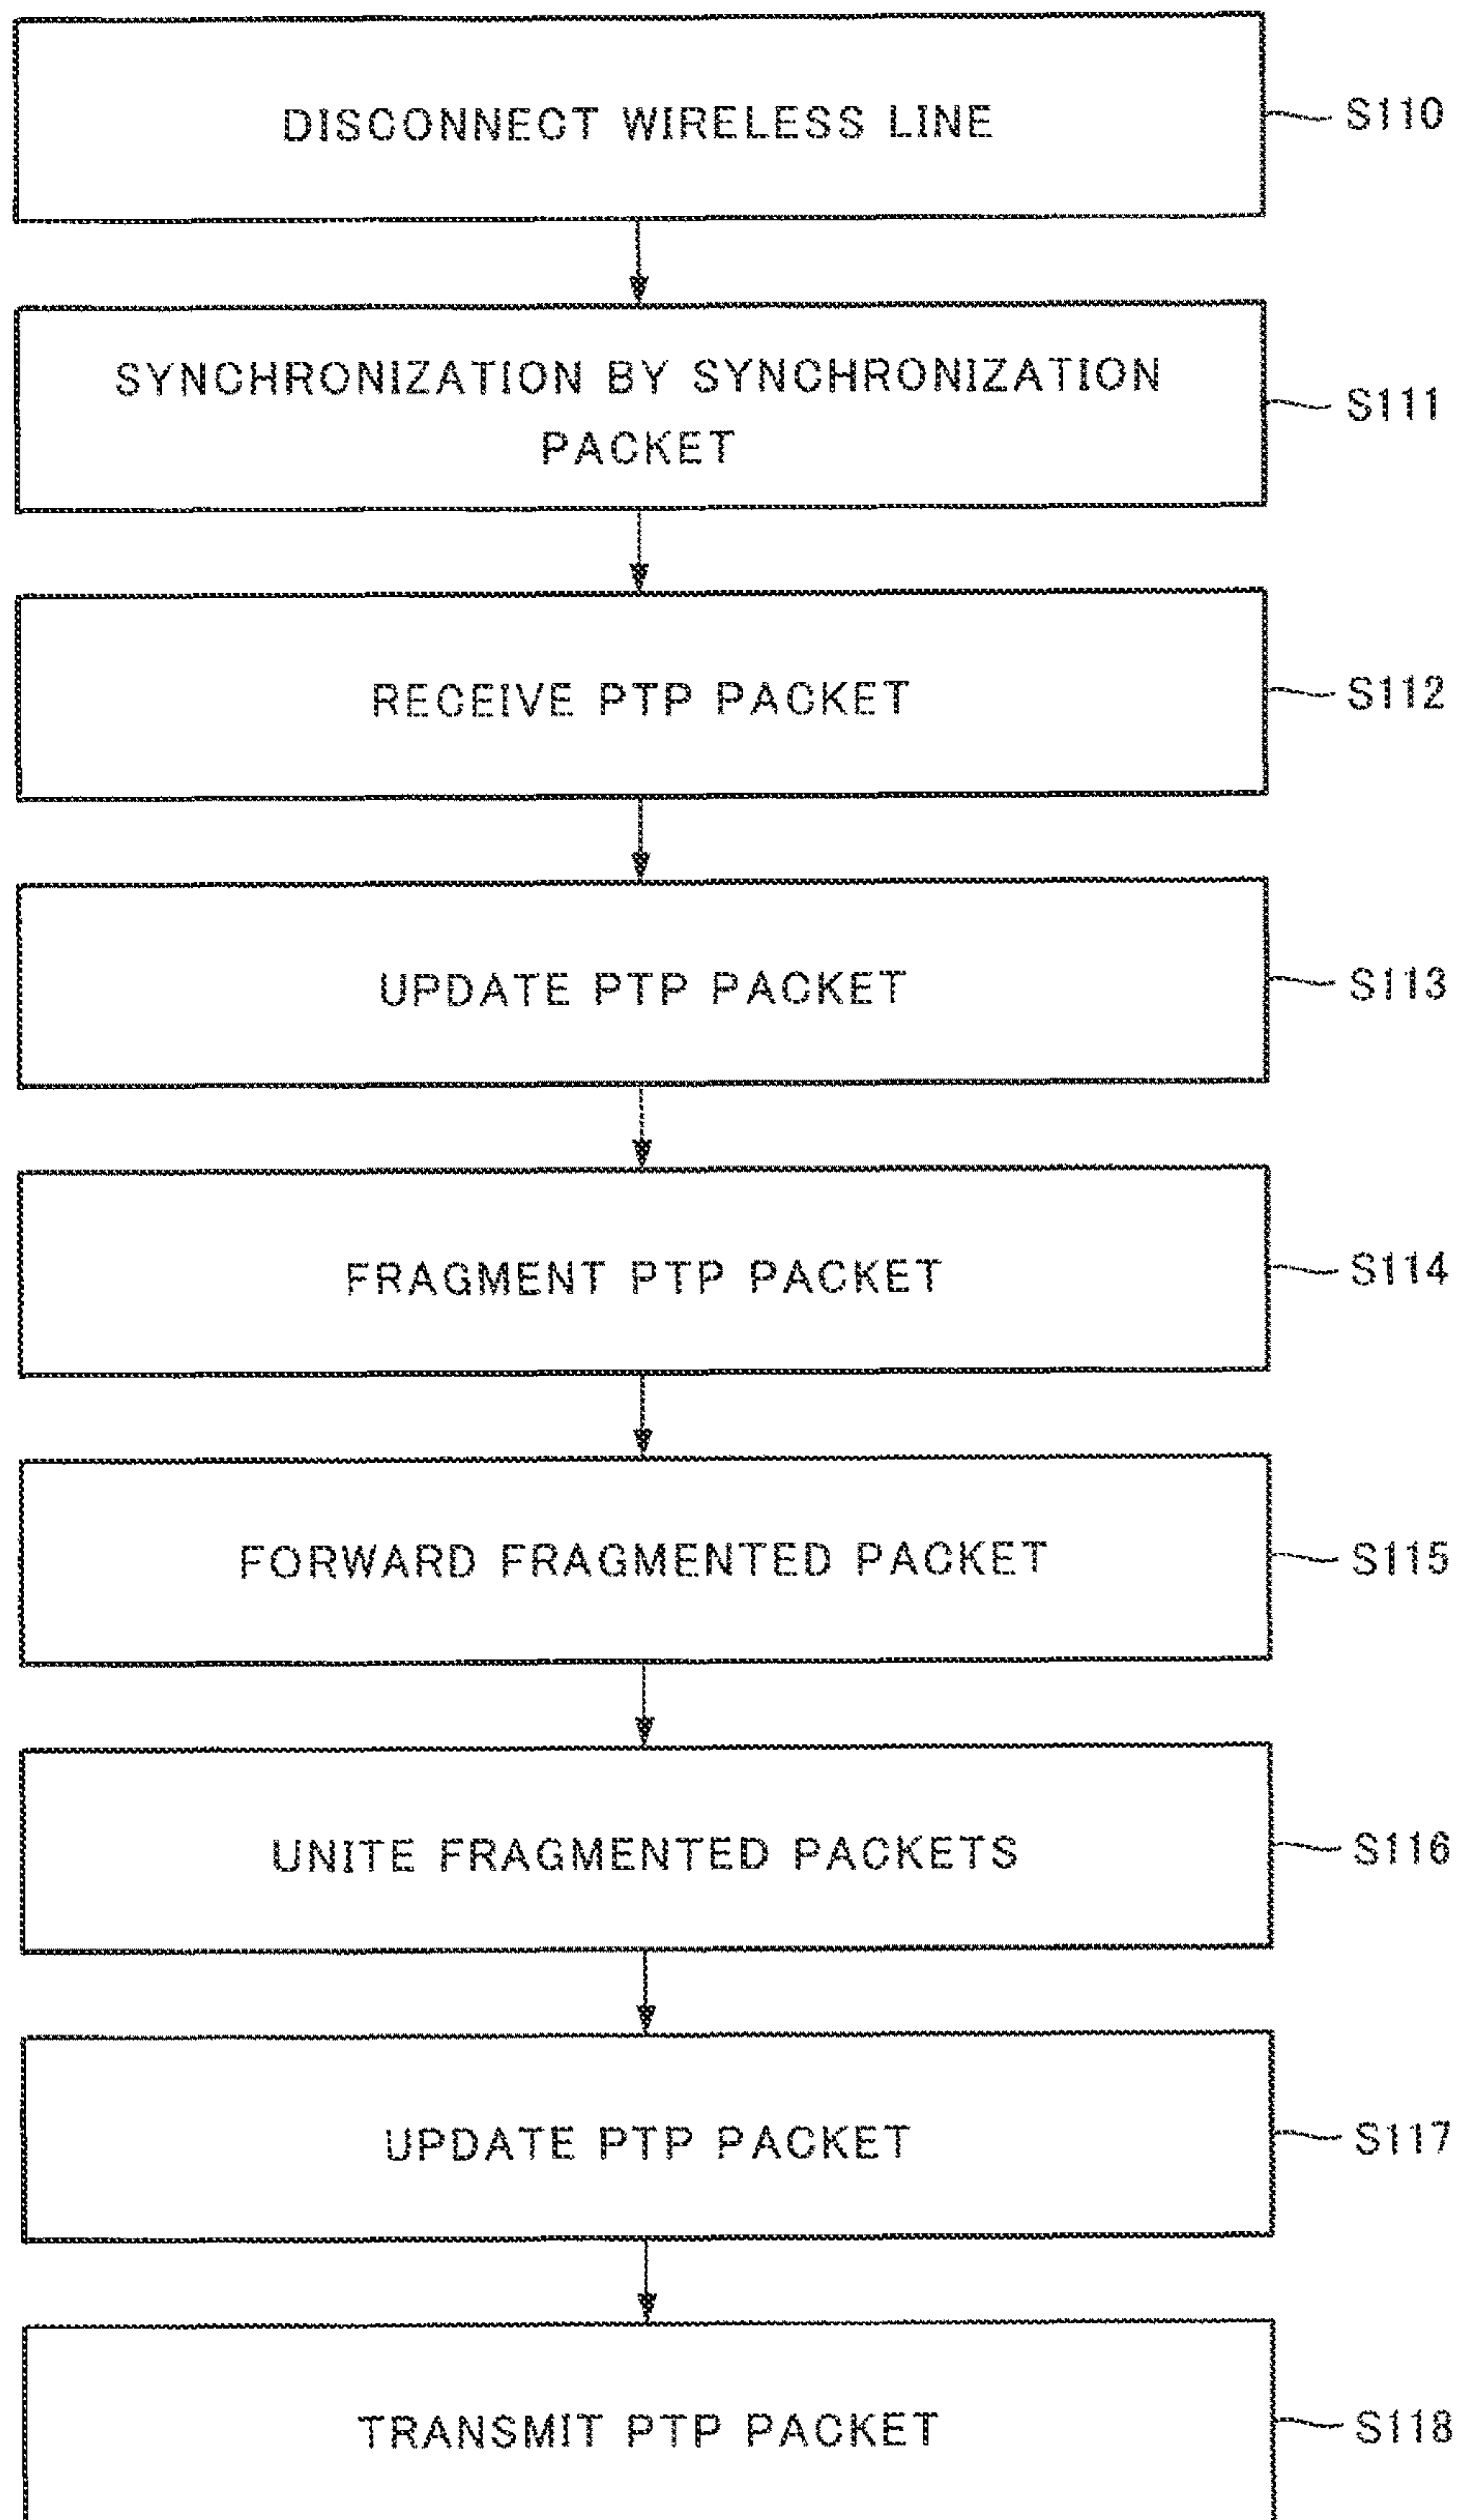 DISCONNECT WIRELESS LINE
S110
SYNCHRONIZATION BY SYNCHRONIZATION
PACKET
S111
RECEIVE PTP PACKET
S112
UPDATE PTP PACKET
S113
FRAGMENT PTP PACKET
S114
FORWARD FRAGMENTED PACKET
S115
UNITE FRAGMENTED PACKETS
S116
UPDATE PTP PACKET
S117
TRANSMIT PTP PACKET
S118